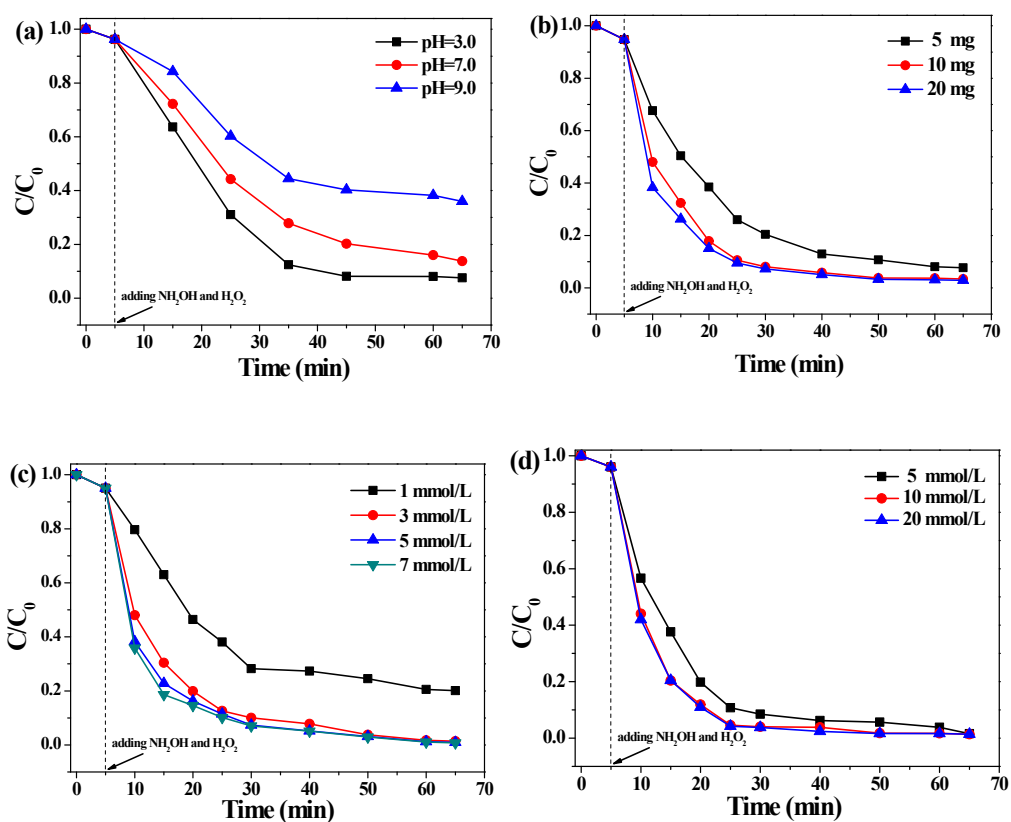 (a)
pH=3.0
pH=7.0
pH=9.0
C/C₀
1.0
0.8
0.6
0.4
0.2
0.0
adding NH₂OH and H₂O₂
0 10 20 30 40 50 60 70
Time (min)
(b)
5 mg
10 mg
20 mg
C/C₀
1.0
0.8
0.6
0.4
0.2
0.0
adding NH₂OH and H₂O₂
0 10 20 30 40 50 60 70
Time (min)
(c)
1 mmol/L
3 mmol/L
5 mmol/L
7 mmol/L
C/C₀
1.0
0.8
0.6
0.4
0.2
0.0
adding NH₂OH and H₂O₂
0 10 20 30 40 50 60 70
Time (min)
(d)
5 mmol/L
10 mmol/L
20 mmol/L
C/C₀
1.0
0.8
0.6
0.4
0.2
0.0
adding NH₂OH and H₂O₂
0 10 20 30 40 50 60 70
Time (min)